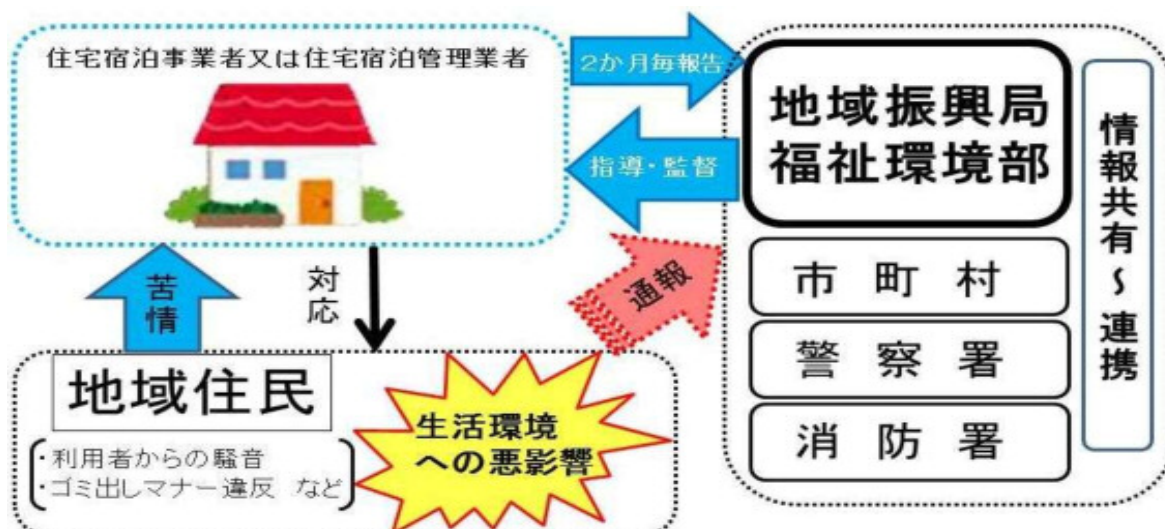 住宅宿泊事業者又は住宅宿泊管理業者
2か月毎報告
指導・監督
地域振興局
福祉環境部
市町村
警察署
消防署
情報共有~連携
苦情
対応
通報
地域住民
・利用者からの騒音
・ゴミ出しマナー違反 など
生活環境
への悪影響